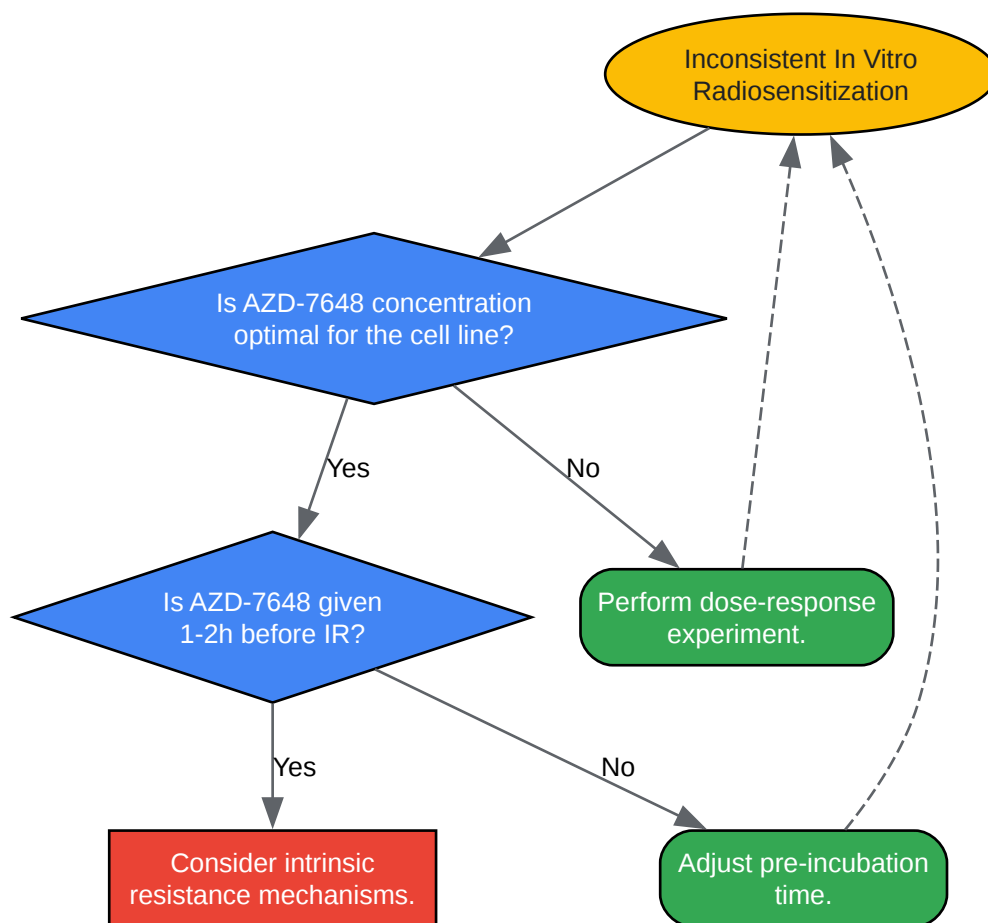 Inconsistent In Vitro
Radiosensitization
Is AZD-7648 concentration
optimal for the cell line?
Yes
No
Is AZD-7648 given
1-2h before IR?
Perform dose-response
experiment.
Yes
No
Consider intrinsic
resistance mechanisms.
Adjust pre-incubation
time.